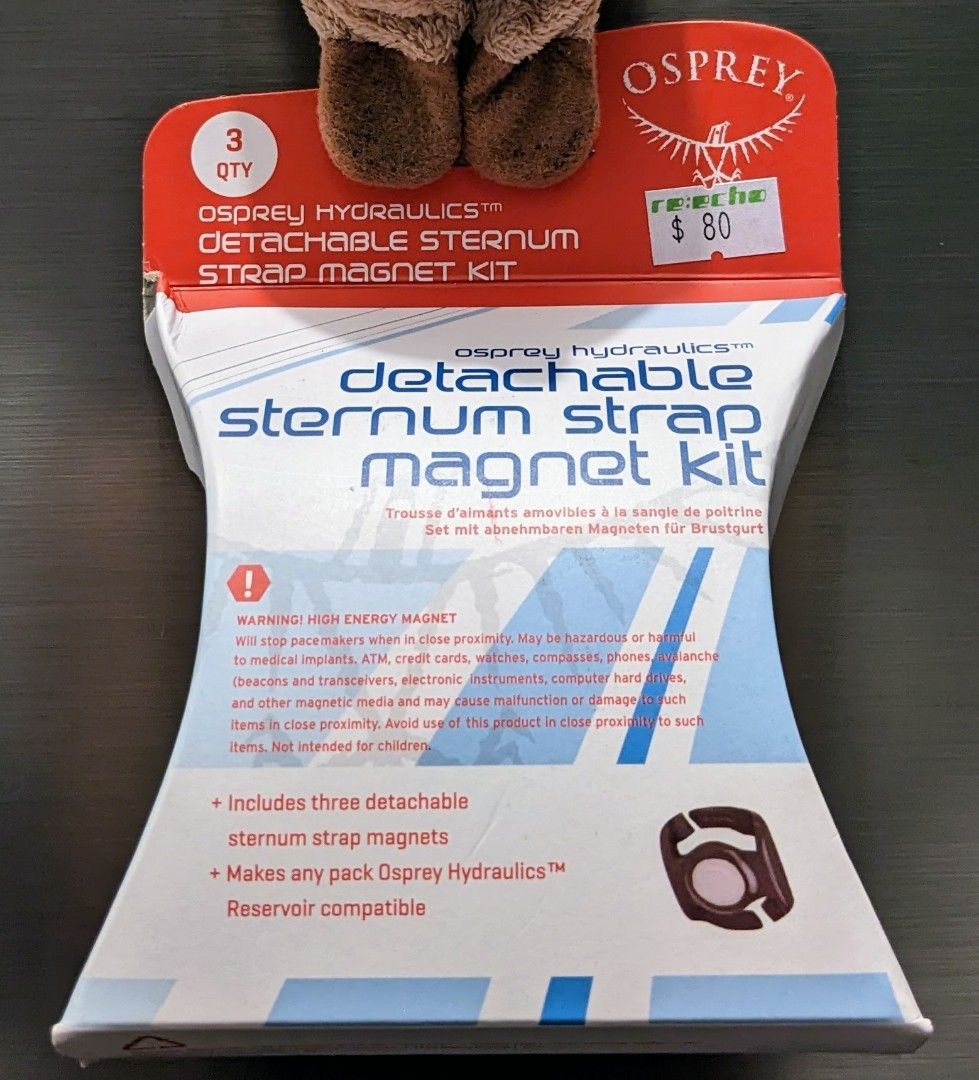 OSPREY®
3
QTY
re:echo
$ 80
OSPREY HYDRAULICS™
DETACHABLE STERNUM
STRAP MAGNET KIT
osprey hydraulics™
detachable
sternum strap
magnet kit
Trousse d'aimants amovibles à la sangle de poitrine
Set mit abnehmbaren Magneten für Brustgurt
!
WARNING! HIGH ENERGY MAGNET
Will stop pacemakers when in close proximity. May be hazardous or harmful
to medical implants. ATM, credit cards, watches, compasses, phones, avalanche
(beacons and transceivers, electronic instruments, computer hard drives,
and other magnetic media and may cause malfunction or damage to such
items in close proximity. Avoid use of this product in close proximity to such
items. Not intended for children.
+ Includes three detachable
sternum strap magnets
+ Makes any pack Osprey Hydraulics™
Reservoir compatible